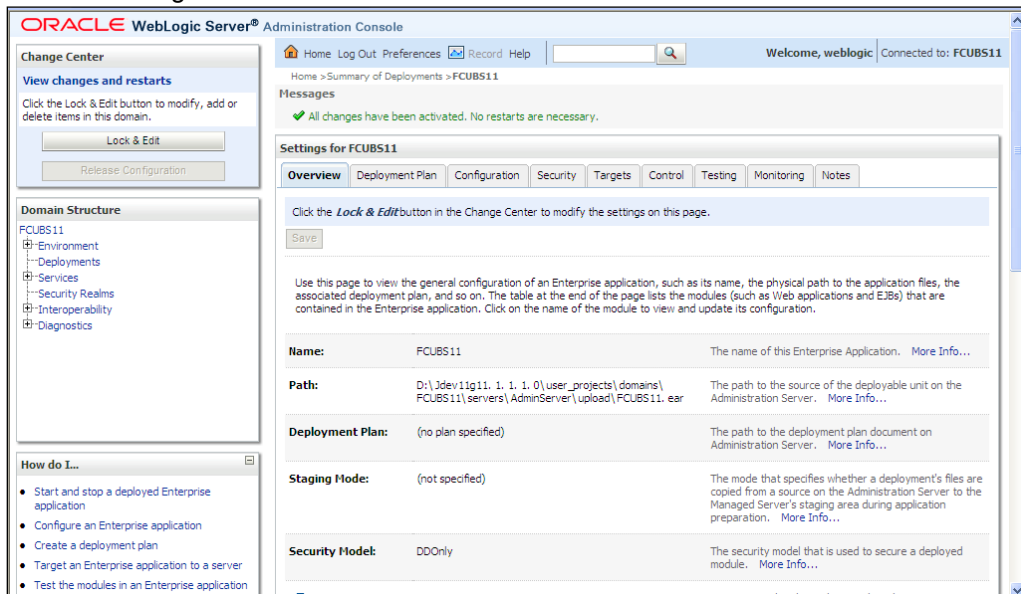 ORACLE WebLogic Server® Administration Console
Change Center
View changes and restarts
Click the Lock & Edit button to modify, add or
delete items in this domain.
Lock & Edit
Release Configuration
Domain Structure
FCUBS11
Environment
Deployments
Services
Security Realms
Interoperability
Diagnostics
How do I...
Start and stop a deployed Enterprise
application
Configure an Enterprise application
Create a deployment plan
Target an Enterprise application to a server
Test the modules in an Enterprise application
Home Log Out Preferences Record Help
Welcome, weblogic Connected to: FCUBS11
Home >Summary of Deployments >FCUBS11
Messages
All changes have been activated. No restarts are necessary.
Settings for FCUBS11
Overview Deployment Plan Configuration Security Targets Control Testing Monitoring Notes
Click the Lock & Edit button in the Change Center to modify the settings on this page.
Save
Use this page to view the general configuration of an Enterprise application, such as its name, the physical path to the application files, the
associated deployment plan, and so on. The table at the end of the page lists the modules (such as Web applications and EJBs) that are
contained in the Enterprise application. Click on the name of the module to view and update its configuration.
Name: FCUBS11 The name of this Enterprise Application. More Info...
Path: D:\Jdev11g11. 1. 1. 1. 0\user_projects\domains\ The path to the source of the deployable unit on the
FCUBS11\servers\AdminServer\upload\FCUBS11. ear Administration Server. More Info...
Deployment Plan: (no plan specified) The path to the deployment plan document on
Administration Server. More Info...
Staging Mode: (not specified) The mode that specifies whether a deployment's files are
copied from a source on the Administration Server to the
Managed Server's staging area during application
preparation. More Info...
Security Model: DDOnly The security model that is used to secure a deployed
module. More Info...